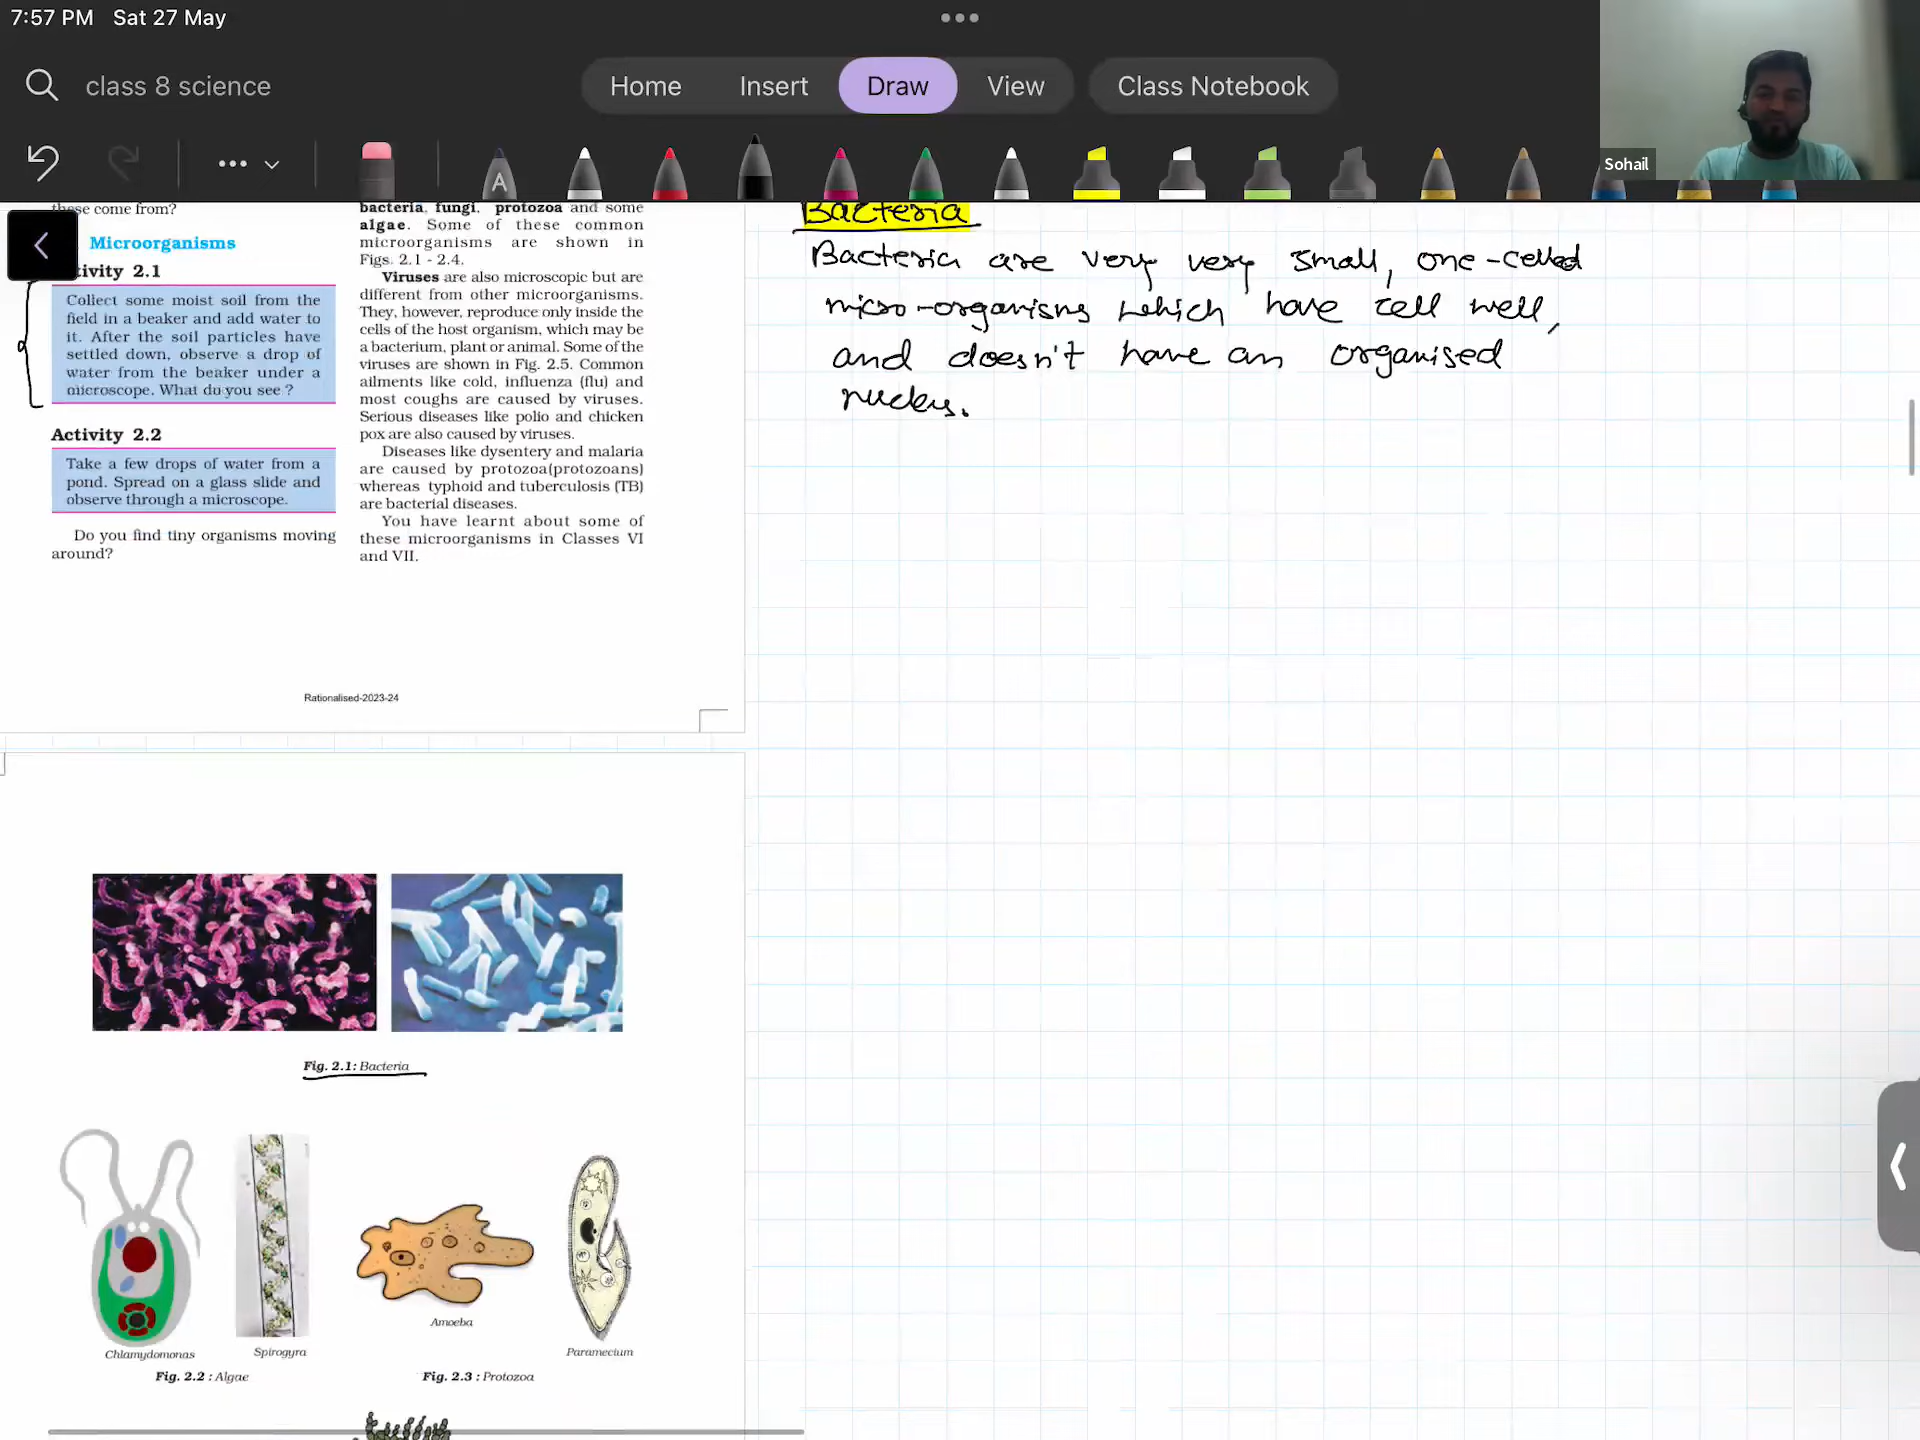 7:57 PM Sat 27 May
class 8 science
Home Insert Draw View Class Notebook
A
Sohail
these come from?
Microorganisms
tivity 2.1
Collect some moist soil from the
field in a beaker and add water to
it. After the soil particles have
settled down, observe a drop of
water from the beaker under a
microscope. What do you see ?
Activity 2.2
Take a few drops of water from a
pond. Spread on a glass slide and
observe through a microscope.
Do you find tiny organisms moving
around?
bacteria, fungi, protozoa and some
algae. Some of these common
microorganisms are shown in
Figs. 2.1 - 2.4.
Viruses are also microscopic but are
different from other microorganisms.
They, however, reproduce only inside the
cells of the host organism, which may be
a bacterium, plant or animal. Some of the
viruses are shown in Fig. 2.5. Common
ailments like cold, influenza (flu) and
most coughs are caused by viruses.
Serious diseases like polio and chicken
pox are also caused by viruses.
Diseases like dysentery and malaria
are caused by protozoa(protozoans)
whereas typhoid and tuberculosis (TB)
are bacterial diseases.
You have learnt about some of
these microorganisms in Classes VI
and VII.
Rationalised-2023-24
Fig. 2.1: Bacteria
Chlamydomonas
Spirogyra
Fig. 2.2 : Algae
Amoeba
Paramecium
Fig. 2.3 : Protozoa
Bacteria
Bacteria are very very small, one-celled
micro-organisms which have cell well,
and doesn't have an organised
nucleus.